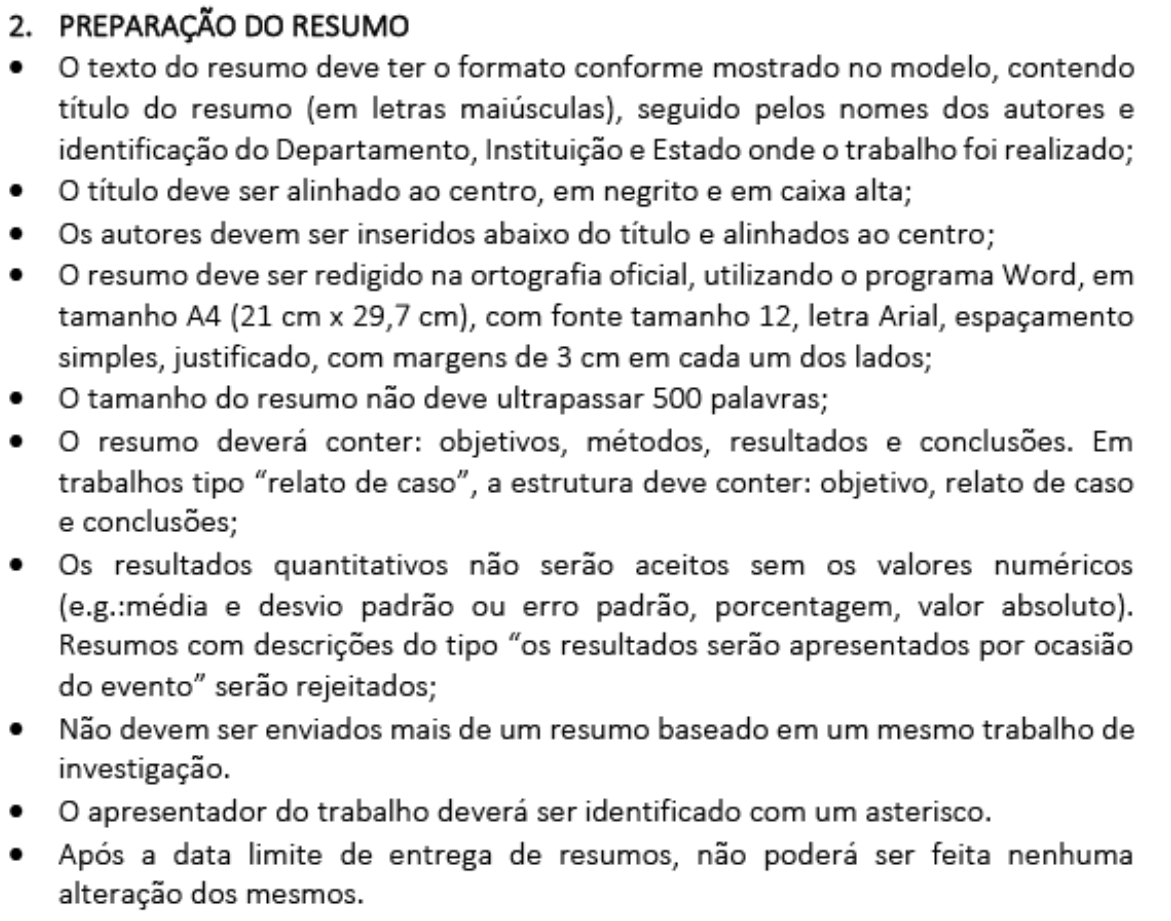 2. PREPARAÇÃO DO RESUMO
• O texto do resumo deve ter o formato conforme mostrado no modelo, contendo
título do resumo (em letras maiúsculas), seguido pelos nomes dos autores e
identificação do Departamento, Instituição e Estado onde o trabalho foi realizado;
• O título deve ser alinhado ao centro, em negrito e em caixa alta;
• Os autores devem ser inseridos abaixo do título e alinhados ao centro;
• O resumo deve ser redigido na ortografia oficial, utilizando o programa Word, em
tamanho A4 (21 cm x 29,7 cm), com fonte tamanho 12, letra Arial, espaçamento
simples, justificado, com margens de 3 cm em cada um dos lados;
• O tamanho do resumo não deve ultrapassar 500 palavras;
• O resumo deverá conter: objetivos, métodos, resultados e conclusões. Em
trabalhos tipo “relato de caso”, a estrutura deve conter: objetivo, relato de caso
e conclusões;
• Os resultados quantitativos não serão aceitos sem os valores numéricos
(e.g.:média e desvio padrão ou erro padrão, porcentagem, valor absoluto).
Resumos com descrições do tipo “os resultados serão apresentados por ocasião
do evento” serão rejeitados;
• Não devem ser enviados mais de um resumo baseado em um mesmo trabalho de
investigação.
• O apresentador do trabalho deverá ser identificado com um asterisco.
• Após a data limite de entrega de resumos, não poderá ser feita nenhuma
alteração dos mesmos.